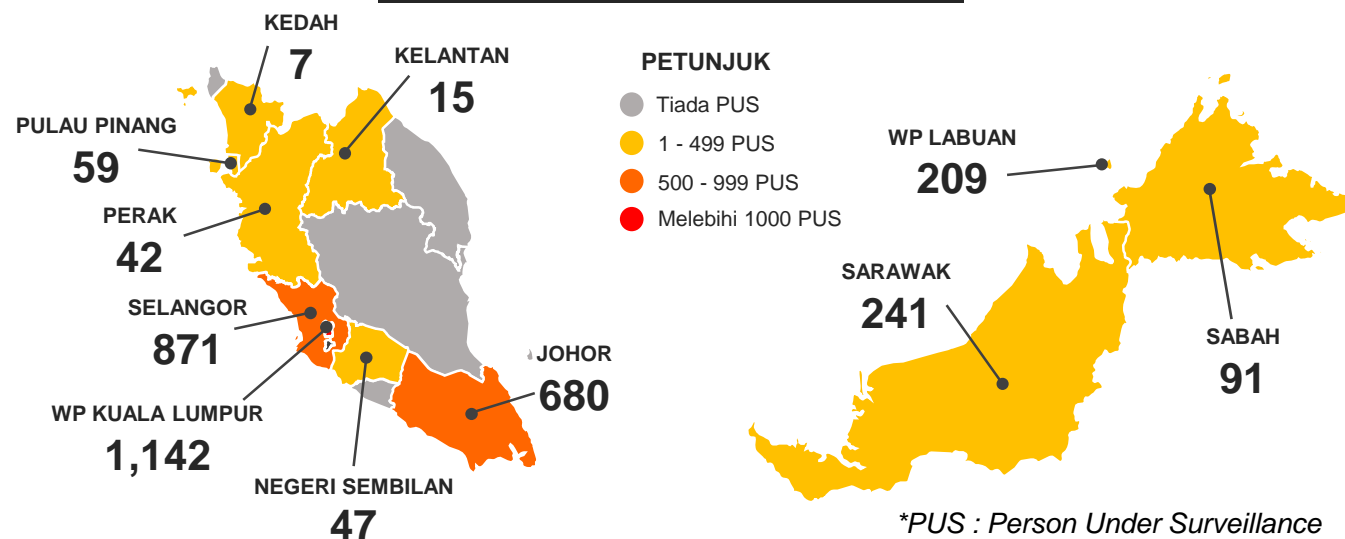 KEDAH
7
KELANTAN
15
PULAU PINANG
59
PERAK
42
SELANGOR
871
WP KUALA LUMPUR
1,142
NEGERI SEMBILAN
47
JOHOR
680
PETUNJUK
Tiada PUS
1 - 499 PUS
500 - 999 PUS
Melebihi 1000 PUS
WP LABUAN
209
SARAWAK
241
SABAH
91
*PUS : Person Under Surveillance